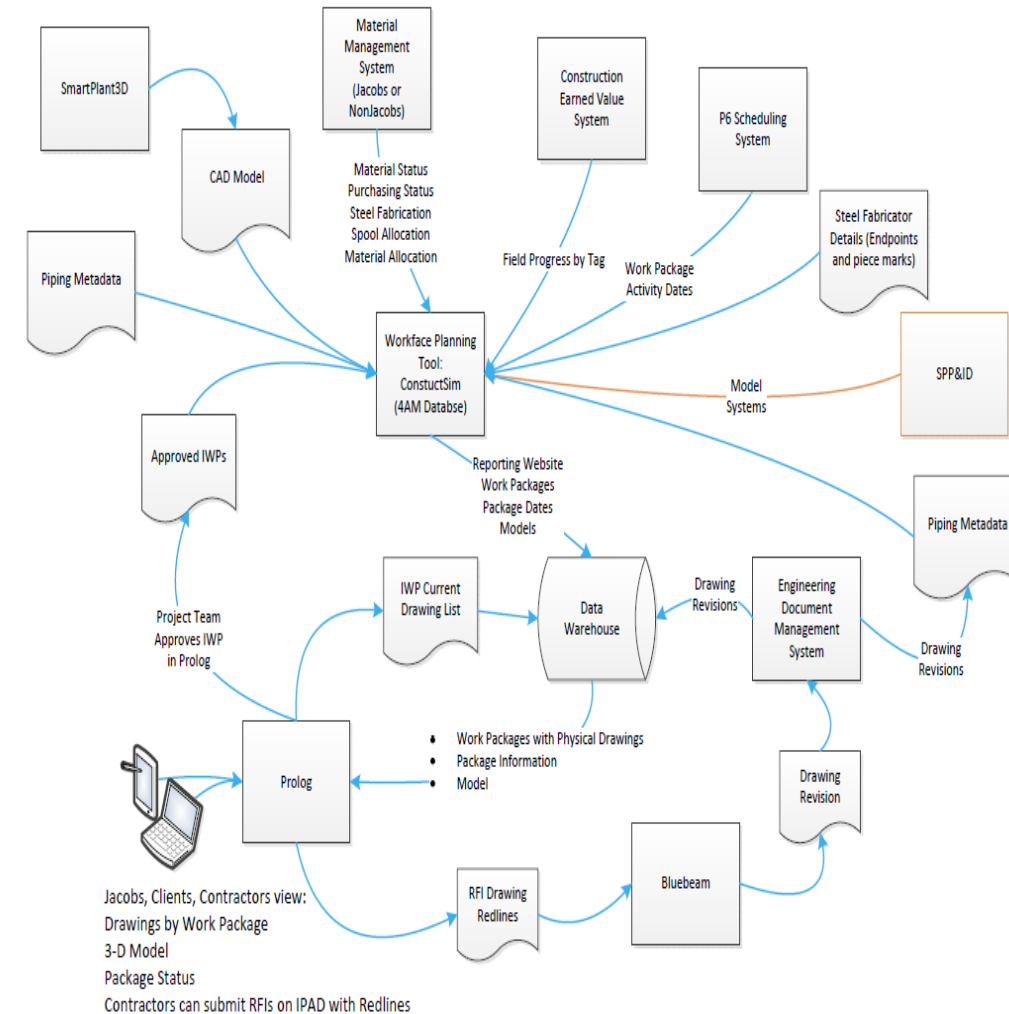 SmartPlant3D
Material
Management
System
(Jacobs or
NonJacobs)
Construction
Earned Value
System
P6 Scheduling
System
CAD Model
Material Status
Purchasing Status
Steel Fabrication
Spool Allocation
Material Allocation
Steel Fabricator
Details (Endpoints
and piece marks)
Piping Metadata
Field Progress by Tag
Work Package
Activity Dates
Workface Planning
Tool:
ConstuctSim
(4AM Databse)
SPP&ID
Model
Systems
Approved IWPs
Reporting Website
Work Packages
Package Dates
Models
Piping Metadata
IWP Current
Drawing List
Data
Warehouse
Drawing
Revisions
Engineering
Document
Management
System
Project Team
Approves IWP
in Prolog
Drawing
Revisions
• Work Packages with Physical Drawings
• Package Information
• Model
Prolog
Drawing
Revision
RFI Drawing
Redlines
Bluebeam
Jacobs, Clients, Contractors view:
Drawings by Work Package
3-D Model
Package Status
Contractors can submit RFIs on IPAD with Redlines